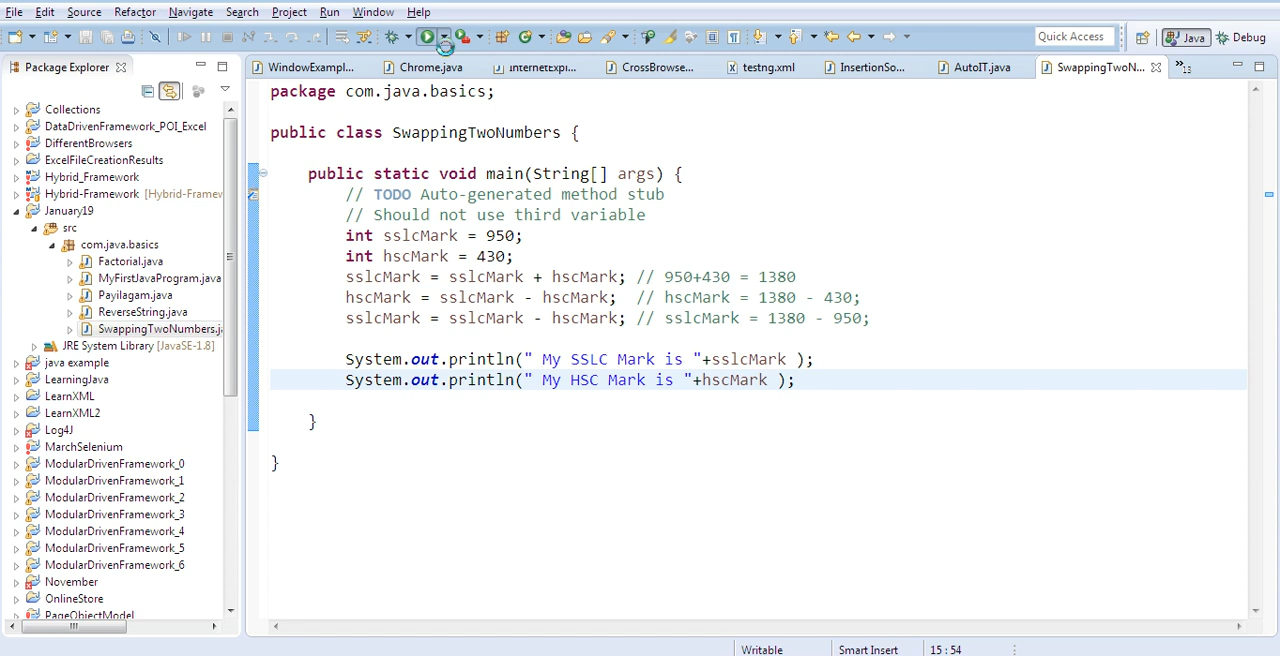 File Edit Source Refactor Navigate Search Project Run Window Help
Quick Access Java Debug
Package Explorer
WindowExampl... Chrome.java InternetExpl... CrossBrowse... testng.xml InsertionSo... AutoIT.java SwappingTwoN... »13
Collections
DataDrivenFramework_POI_Excel
DifferentBrowsers
ExcelFileCreationResults
Hybrid_Framework
Hybrid-Framework [Hybrid-Framew
January19
src
com.java.basics
Factorial.java
MyFirstJavaProgram.java
Payilagam.java
ReverseString.java
SwappingTwoNumbers.ja
JRE System Library [JavaSE-1.8]
java example
LearningJava
LearnXML
LearnXML2
Log4J
MarchSelenium
ModularDrivenFramework_0
ModularDrivenFramework_1
ModularDrivenFramework_2
ModularDrivenFramework_3
ModularDrivenFramework_4
ModularDrivenFramework_5
ModularDrivenFramework_6
November
OnlineStore
PageObjectModel
package com.java.basics;
public class SwappingTwoNumbers {
public static void main(String[] args) {
// TODO Auto-generated method stub
// Should not use third variable
int sslcMark = 950;
int hscMark = 430;
sslcMark = sslcMark + hscMark; // 950+430 = 1380
hscMark = sslcMark - hscMark; // hscMark = 1380 - 430;
sslcMark = sslcMark - hscMark; // sslcMark = 1380 - 950;
System.out.println(" My SSLC Mark is "+sslcMark );
System.out.println(" My HSC Mark is "+hscMark );
}
}
Writable Smart Insert 15 : 54